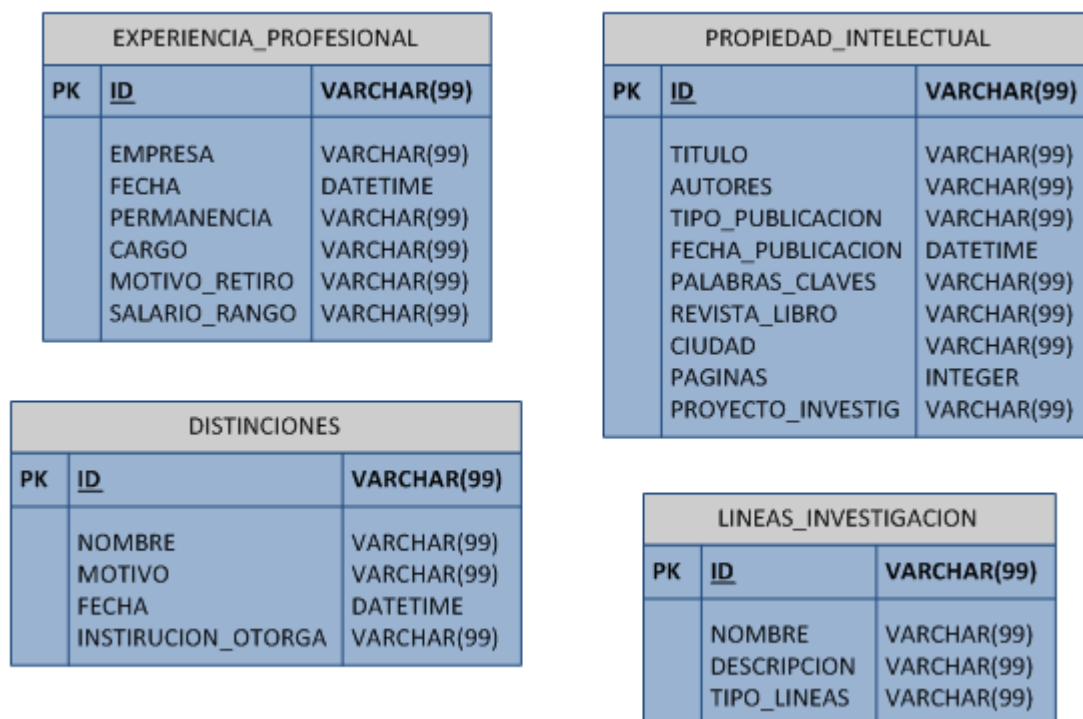 EXPERIENCIA_PROFESIONAL
PK ID VARCHAR(99)
EMPRESA VARCHAR(99)
FECHA DATETIME
PERMANENCIA VARCHAR(99)
CARGO VARCHAR(99)
MOTIVO_RETIRO VARCHAR(99)
SALARIO_RANGO VARCHAR(99)
PROPIEDAD_INTELECTUAL
PK ID VARCHAR(99)
TITULO VARCHAR(99)
AUTORES VARCHAR(99)
TIPO_PUBLICACION VARCHAR(99)
FECHA_PUBLICACION DATETIME
PALABRAS_CLAVES VARCHAR(99)
REVISTA_LIBRO VARCHAR(99)
CIUDAD VARCHAR(99)
PAGINAS INTEGER
PROYECTO_INVESTIG VARCHAR(99)
DISTINCIONES
PK ID VARCHAR(99)
NOMBRE VARCHAR(99)
MOTIVO VARCHAR(99)
FECHA DATETIME
INSTIRUCION_OTORGA VARCHAR(99)
LINEAS_INVESTIGACION
PK ID VARCHAR(99)
NOMBRE VARCHAR(99)
DESCRIPCION VARCHAR(99)
TIPO_LINEAS VARCHAR(99)